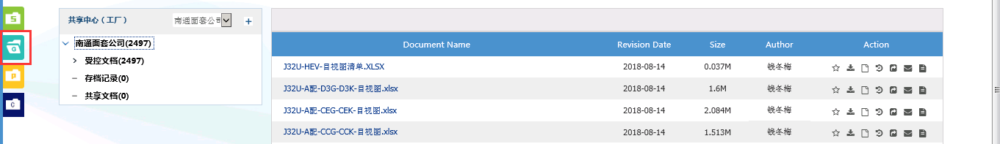 S
G
P
C
共享中心（工厂） 南通面套公司 +
南通面套公司(2497)
受控文档(2497)
存档记录(0)
共享文档(0)
Document Name Revision Date Size Author Action
J32U-HEV-目视图清单.XLSX 2018-08-14 0.037M 钱冬梅
J32U-A配-D3G-D3K-目视图.xlsx 2018-08-14 1.6M 钱冬梅
J32U-A配-CEG-CEK-目视图.xlsx 2018-08-14 2.084M 钱冬梅
J32U-A配-CCG-CCK-目视图.xlsx 2018-08-14 1.513M 钱冬梅